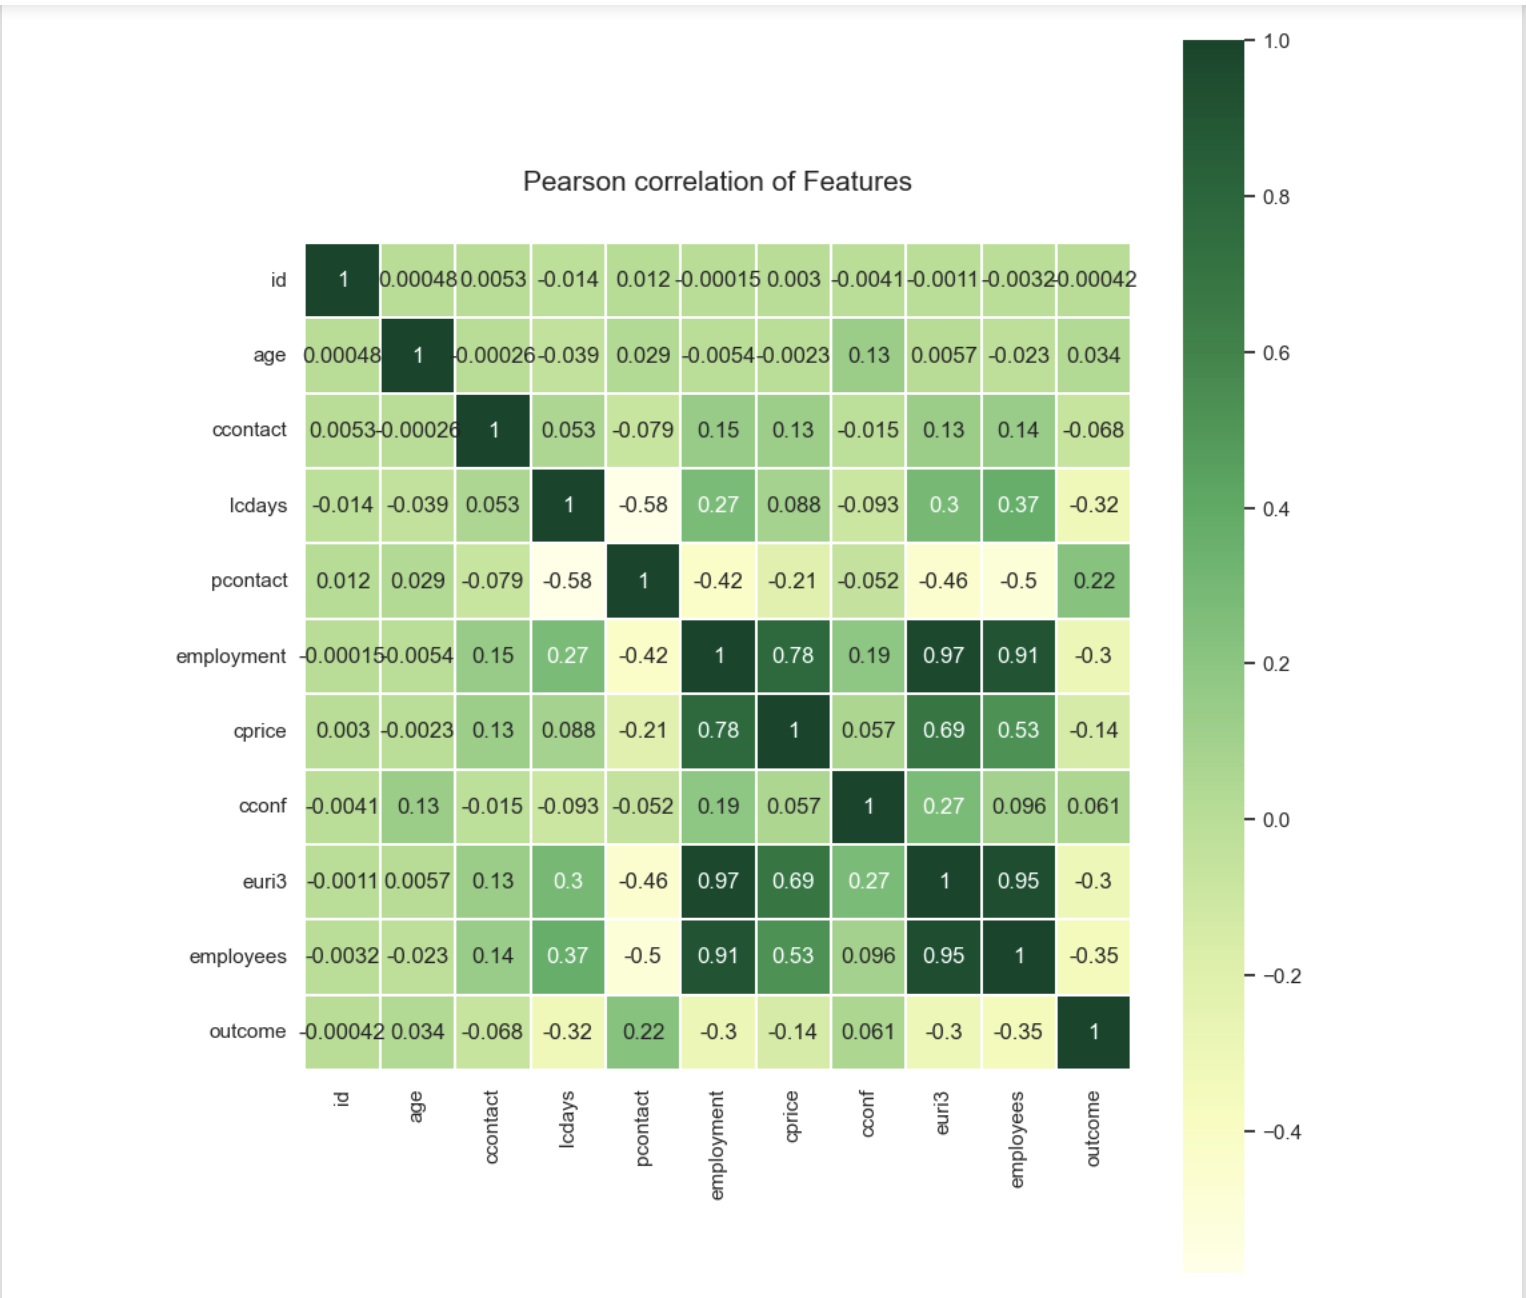 Pearson correlation of Features
id 1 0.00048 0.0053 -0.014 0.012 -0.00015 0.003 -0.0041 -0.0011 -0.0032 -0.00042
age 0.00048 1 -0.00026 -0.039 0.029 -0.0054 -0.0023 0.13 0.0057 -0.023 0.034
ccontact 0.0053 -0.00026 1 0.053 -0.079 0.15 0.13 -0.015 0.13 0.14 -0.068
lcdays -0.014 -0.039 0.053 1 -0.58 0.27 0.088 -0.093 0.3 0.37 -0.32
pcontact 0.012 0.029 -0.079 -0.58 1 -0.42 -0.21 -0.052 -0.46 -0.5 0.22
employment -0.00015 -0.0054 0.15 0.27 -0.42 1 0.78 0.19 0.97 0.91 -0.3
cprice 0.003 -0.0023 0.13 0.088 -0.21 0.78 1 0.057 0.69 0.53 -0.14
cconf -0.0041 0.13 -0.015 -0.093 -0.052 0.19 0.057 1 0.27 0.096 0.061
euri3 -0.0011 0.0057 0.13 0.3 -0.46 0.97 0.69 0.27 1 0.95 -0.3
employees -0.0032 -0.023 0.14 0.37 -0.5 0.91 0.53 0.096 0.95 1 -0.35
outcome -0.00042 0.034 -0.068 -0.32 0.22 -0.3 -0.14 0.061 -0.3 -0.35 1
id age ccontact lcdays pcontact employment cprice cconf euri3 employees outcome
1.0
0.8
0.6
0.4
0.2
0.0
−0.2
−0.4